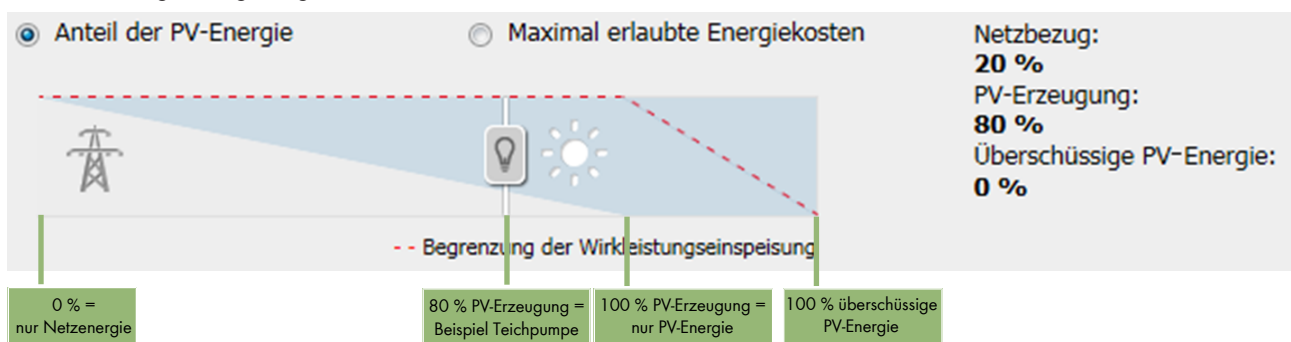 Anteil der PV-Energie
Maximal erlaubte Energiekosten
Netzbezug:
20 %
PV-Erzeugung:
80 %
Überschüssige PV-Energie:
0 %
- - Begrenzung der Wirkleistungseinspeisung
0 % =
nur Netzenergie
80 % PV-Erzeugung =
Beispiel Teichpumpe
100 % PV-Erzeugung =
nur PV-Energie
100 % überschüssige
PV-Energie